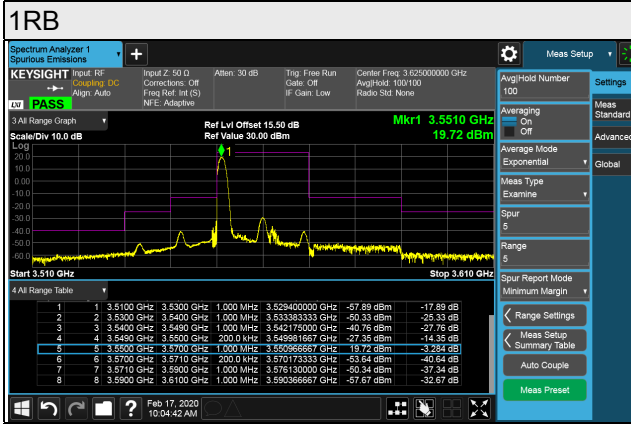 1RB
Spectrum Analyzer 1
Spurious Emissions
Meas Setup
KEYSIGHT
Input: RF
Coupling: DC
Align: Auto
Input Z: 50 Ω
Corrections: Off
Freq Ref: Int (S)
NFE: Adaptive
Atten: 30 dB
Trig: Free Run
Gate: Off
IF Gain: Low
Center Freq: 3.625000000 GHz
Avg|Hold: 100/100
Radio Std: None
LXI PASS
3 All Range Graph
Scale/Div 10.0 dB
Ref Lvl Offset 15.50 dB
Ref Value 30.00 dBm
Mkr1 3.5510 GHz
19.72 dBm
Log
1
20.0
10.0
0.00
-10.0
-20.0
-30.0
-40.0
-50.0
-60.0
Start 3.510 GHz
Stop 3.610 GHz
4 All Range Table
1 1 3.5100 GHz 3.5300 GHz 1.000 MHz 3.529400000 GHz -57.89 dBm -17.89 dB
2 2 3.5300 GHz 3.5400 GHz 1.000 MHz 3.533383333 GHz -50.33 dBm -25.33 dB
3 3 3.5400 GHz 3.5490 GHz 1.000 MHz 3.542175000 GHz -40.76 dBm -27.76 dB
4 4 3.5490 GHz 3.5500 GHz 200.0 kHz 3.549981667 GHz -27.35 dBm -14.35 dB
5 5 3.5500 GHz 3.5700 GHz 1.000 MHz 3.550966667 GHz 19.72 dBm -3.284 dB
6 6 3.5700 GHz 3.5710 GHz 200.0 kHz 3.570173333 GHz -53.64 dBm -40.64 dB
7 7 3.5710 GHz 3.5900 GHz 1.000 MHz 3.576130000 GHz -50.34 dBm -37.34 dB
8 8 3.5900 GHz 3.6100 GHz 1.000 MHz 3.590366667 GHz -57.67 dBm -32.67 dB
Avg|Hold Number
100
Averaging
On
Off
Average Mode
Exponential
Meas Type
Examine
Spur
5
Range
5
Spur Report Mode
Minimum Margin
Range Settings
Meas Setup
Summary Table
Auto Couple
Meas Preset
Settings
Meas
Standard
Advanced
Global
?
Feb 17, 2020
10:04:42 AM